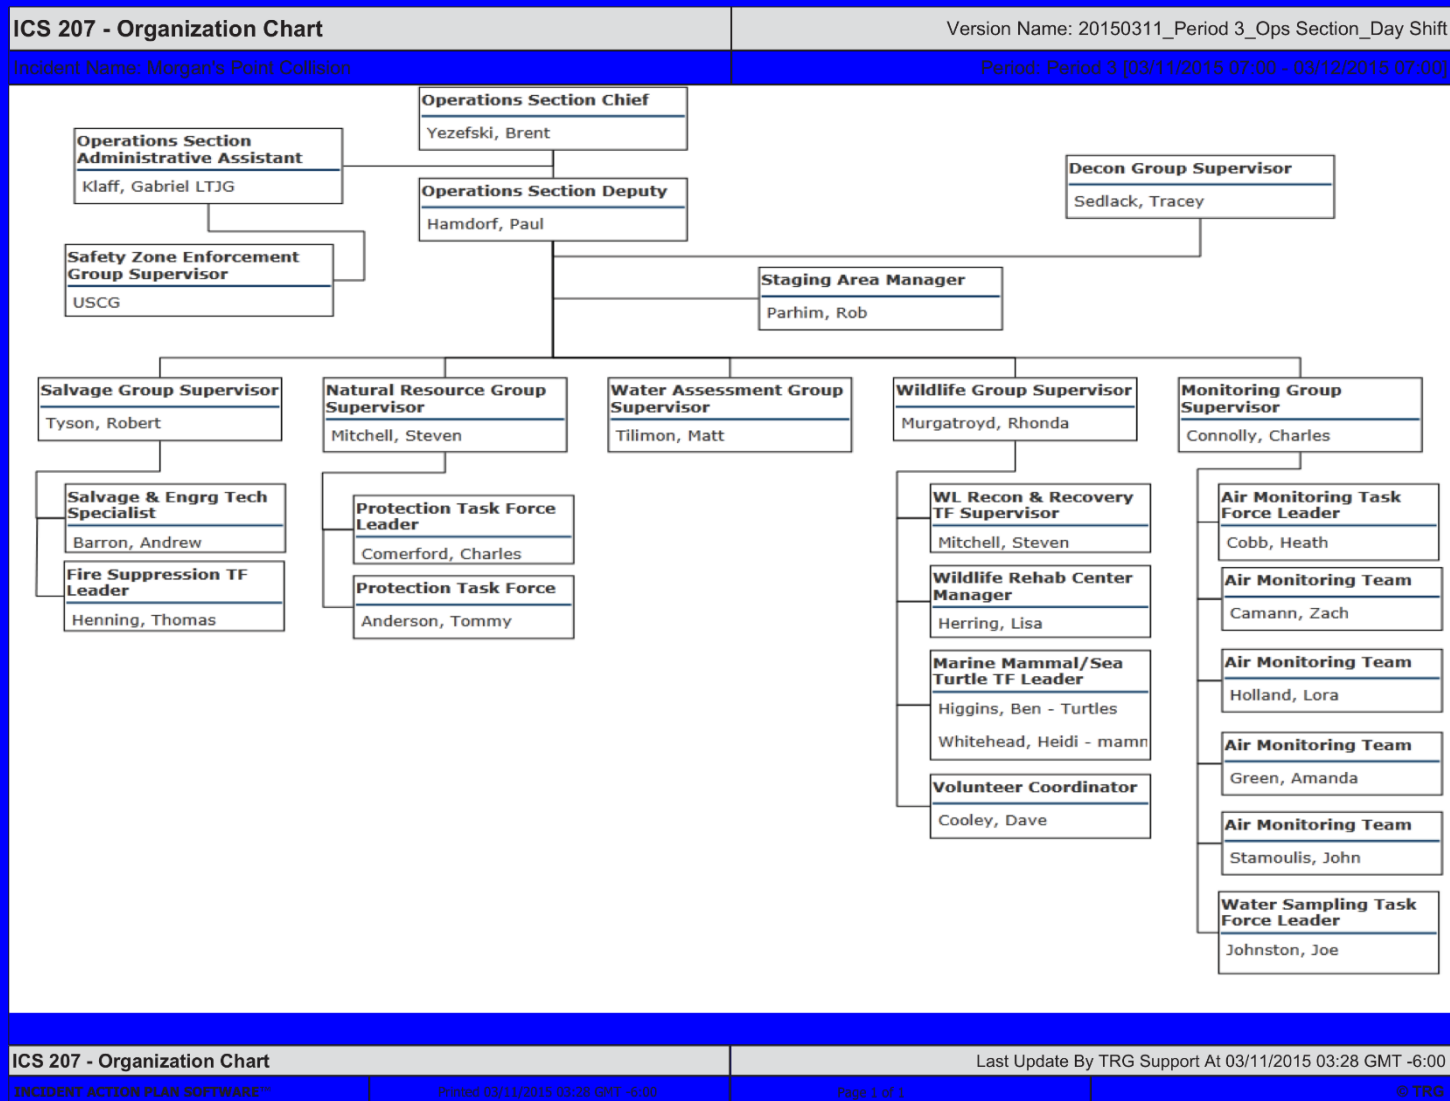 ICS 207 - Organization Chart
Version Name: 20150311_Period 3_Ops Section_Day Shift
Incident Name: Morgan's Point Collision
Period: Period 3 [03/11/2015 07:00 - 03/12/2015 07:00]
Operations Section Chief
Yezefski, Brent
Operations Section
Administrative Assistant
Klaff, Gabriel LTJG
Operations Section Deputy
Hamdorf, Paul
Decon Group Supervisor
Sedlack, Tracey
Safety Zone Enforcement
Group Supervisor
USCG
Staging Area Manager
Parhim, Rob
Salvage Group Supervisor
Tyson, Robert
Natural Resource Group
Supervisor
Mitchell, Steven
Water Assessment Group
Supervisor
Tilimon, Matt
Wildlife Group Supervisor
Murgatroyd, Rhonda
Monitoring Group
Supervisor
Connolly, Charles
Salvage & Engrg Tech
Specialist
Barron, Andrew
Fire Suppression TF
Leader
Henning, Thomas
Protection Task Force
Leader
Comerford, Charles
Protection Task Force
Anderson, Tommy
WL Recon & Recovery
TF Supervisor
Mitchell, Steven
Wildlife Rehab Center
Manager
Herring, Lisa
Marine Mammal/Sea
Turtle TF Leader
Higgins, Ben - Turtles
Whitehead, Heidi - mamn
Volunteer Coordinator
Cooley, Dave
Air Monitoring Task
Force Leader
Cobb, Heath
Air Monitoring Team
Camann, Zach
Air Monitoring Team
Holland, Lora
Air Monitoring Team
Green, Amanda
Air Monitoring Team
Stamoulis, John
Water Sampling Task
Force Leader
Johnston, Joe
ICS 207 - Organization Chart
Last Update By TRG Support At 03/11/2015 03:28 GMT -6:00
INCIDENT ACTION PLAN SOFTWARE™
Printed 03/11/2015 03:28 GMT -6:00
Page 1 of 1
© TRG